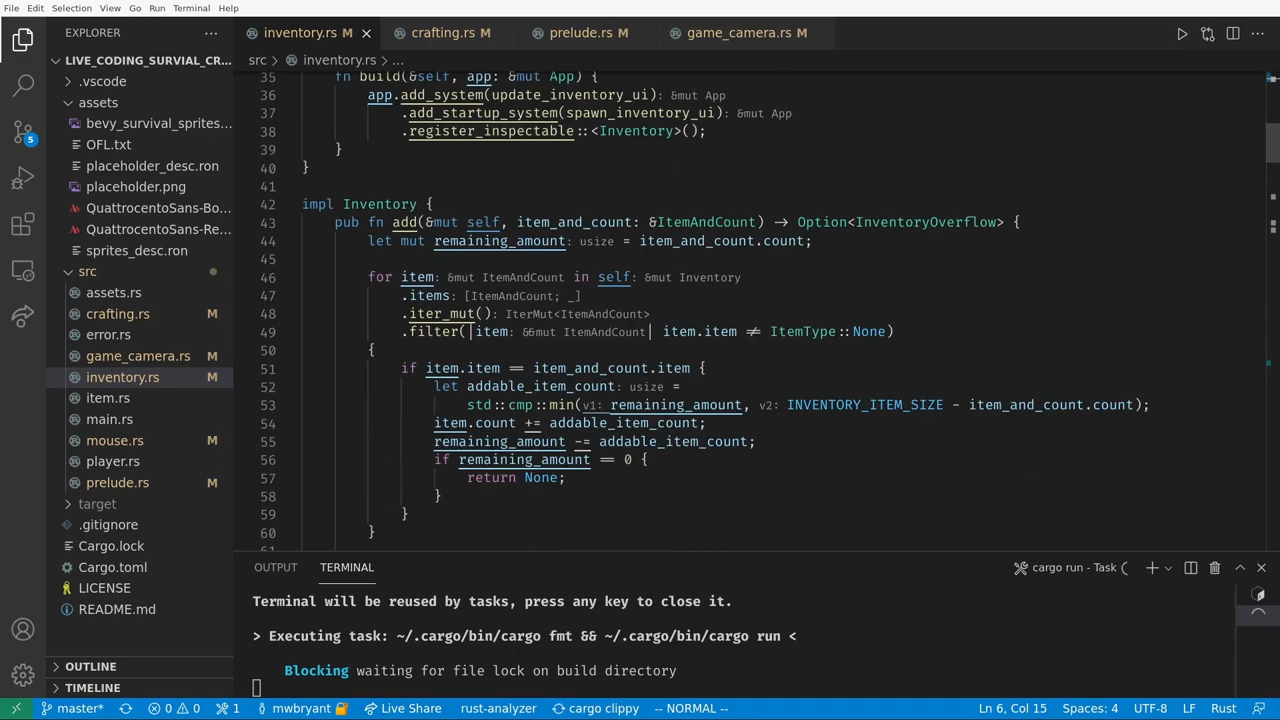 File Edit Selection View Go Run Terminal Help
EXPLORER ...
inventory.rs crafting.rs M prelude.rs M game_camera.rs M
LIVE_CODING_SURVIAL_CR...
src > inventory.rs > ...
.vscode
assets
bevy_survival_sprites...
OFL.txt
placeholder_desc.ron
placeholder.png
QuattrocentoSans-Bo...
QuattrocentoSans-Re...
sprites_desc.ron
src
assets.rs
crafting.rs M
error.rs
game_camera.rs M
inventory.rs M
item.rs
main.rs
mouse.rs M
player.rs
prelude.rs M
target
.gitignore
Cargo.lock
Cargo.toml
LICENSE
README.md
OUTLINE
TIMELINE
5
35 fn build(&self, app: &mut App) {
36 app.add_system(update_inventory_ui): &mut App
37 .add_startup_system(spawn_inventory_ui): &mut App
38 .register_inspectable::<Inventory>();
39 }
40 }
41
42 impl Inventory {
43 pub fn add(&mut self, item_and_count: &ItemAndCount) → Option<InventoryOverflow> {
44 let mut remaining_amount: usize = item_and_count.count;
45
46 for item: &mut ItemAndCount in self: &mut Inventory
47 .items: [ItemAndCount; _]
48 .iter_mut(): IterMut<ItemAndCount>
49 .filter(|item: &&mut ItemAndCount| item.item ≠ ItemType::None)
50 {
51 if item.item == item_and_count.item {
52 let addable_item_count: usize =
53 std::cmp::min(v1: remaining_amount, v2: INVENTORY_ITEM_SIZE - item_and_count.count);
54 item.count += addable_item_count;
55 remaining_amount -= addable_item_count;
56 if remaining_amount == 0 {
57 return None;
58 }
59 }
60 }
61
OUTPUT TERMINAL
cargo run - Task
Terminal will be reused by tasks, press any key to close it.
> Executing task: ~/.cargo/bin/cargo fmt && ~/.cargo/bin/cargo run <
Blocking waiting for file lock on build directory
master* 0 0 1 mwbryant Live Share rust-analyzer cargo clippy -- NORMAL -- Ln 6, Col 15 Spaces: 4 UTF-8 LF Rust